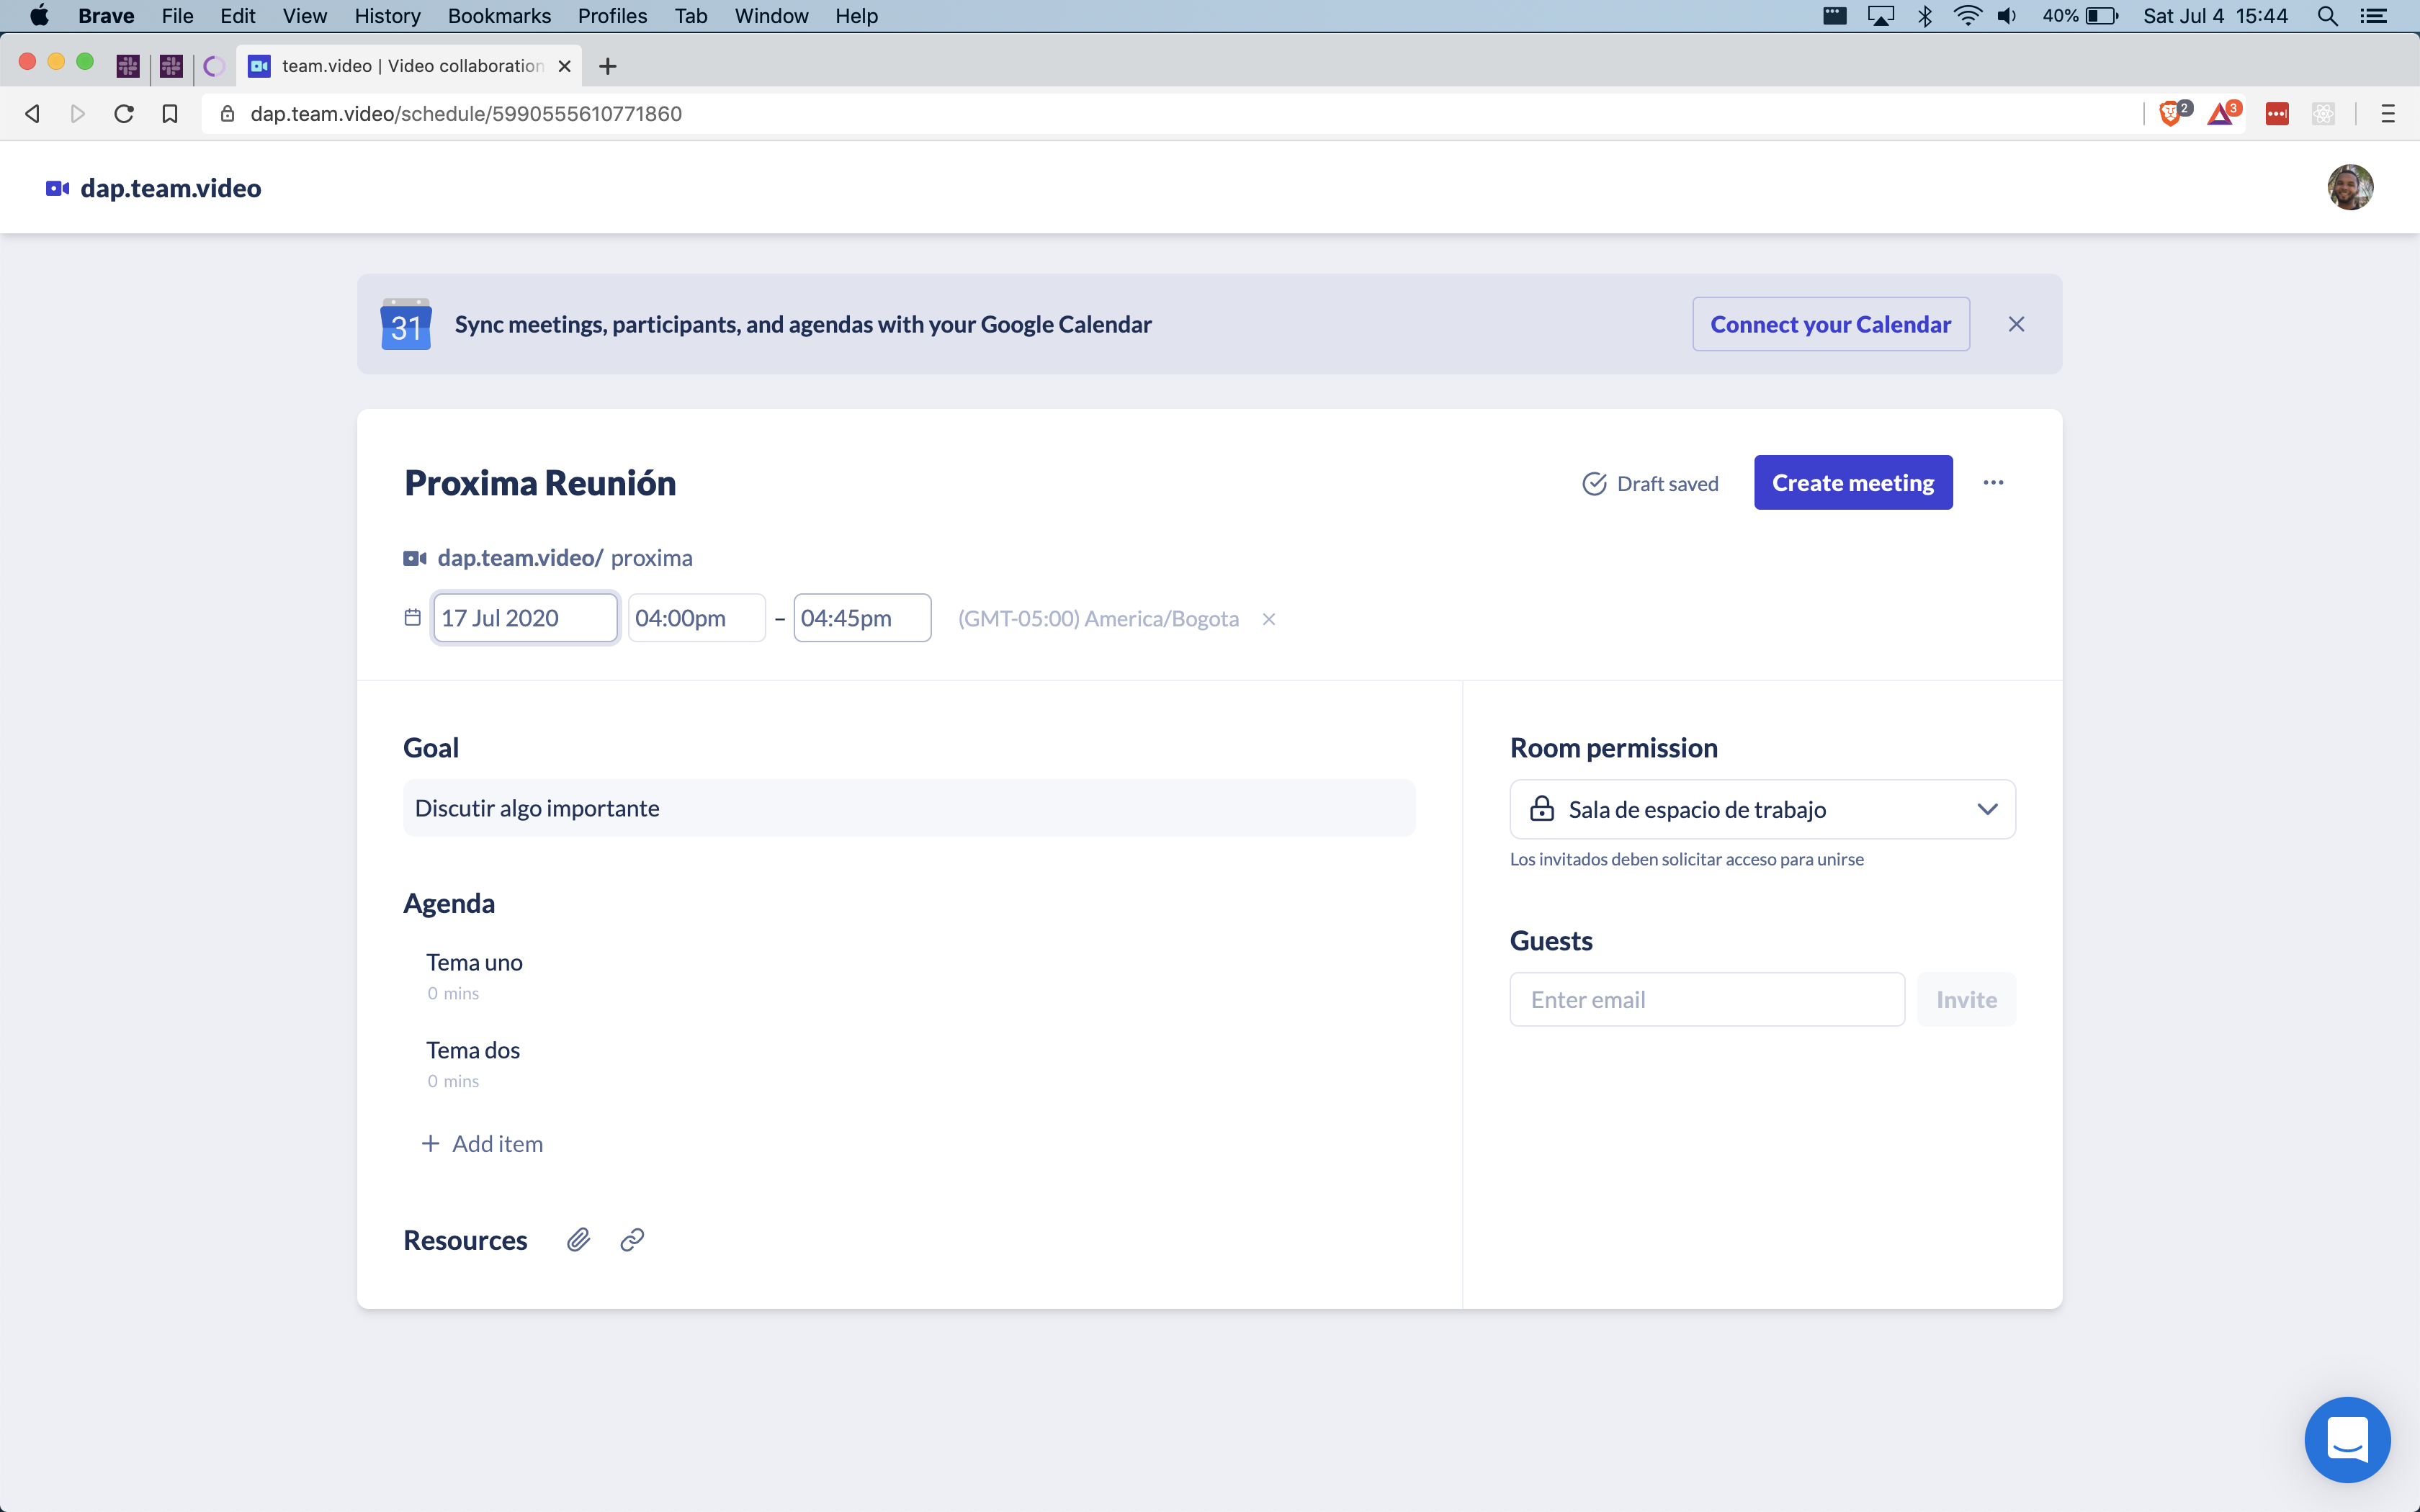 Brave File Edit View History Bookmarks Profiles Tab Window Help 40% Sat Jul 4 15:44
team.video | Video collaboration
dap.team.video/schedule/5990555610771860 2 3
dap.team.video
31 Sync meetings, participants, and agendas with your Google Calendar Connect your Calendar
Proxima Reunión Draft saved Create meeting
dap.team.video/ proxima
17 Jul 2020 04:00pm – 04:45pm (GMT-05:00) America/Bogota
Goal
Discutir algo importante
Agenda
Tema uno
0 mins
Tema dos
0 mins
Add item
Resources
Room permission
Sala de espacio de trabajo
Los invitados deben solicitar acceso para unirse
Guests
Enter email Invite